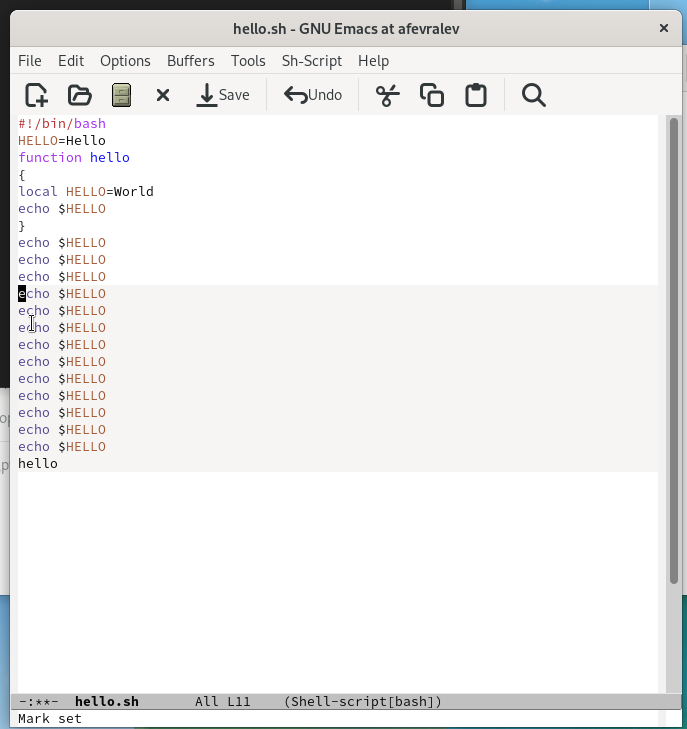 hello.sh - GNU Emacs at afevralev
File Edit Options Buffers Tools Sh-Script Help
Save Undo
#!/bin/bash
HELLO=Hello
function hello
{
local HELLO=World
echo $HELLO
}
echo $HELLO
echo $HELLO
echo $HELLO
echo $HELLO
echo $HELLO
echo $HELLO
echo $HELLO
echo $HELLO
echo $HELLO
echo $HELLO
echo $HELLO
echo $HELLO
echo $HELLO
hello
-:**- hello.sh All L11 (Shell-script[bash])
Mark set